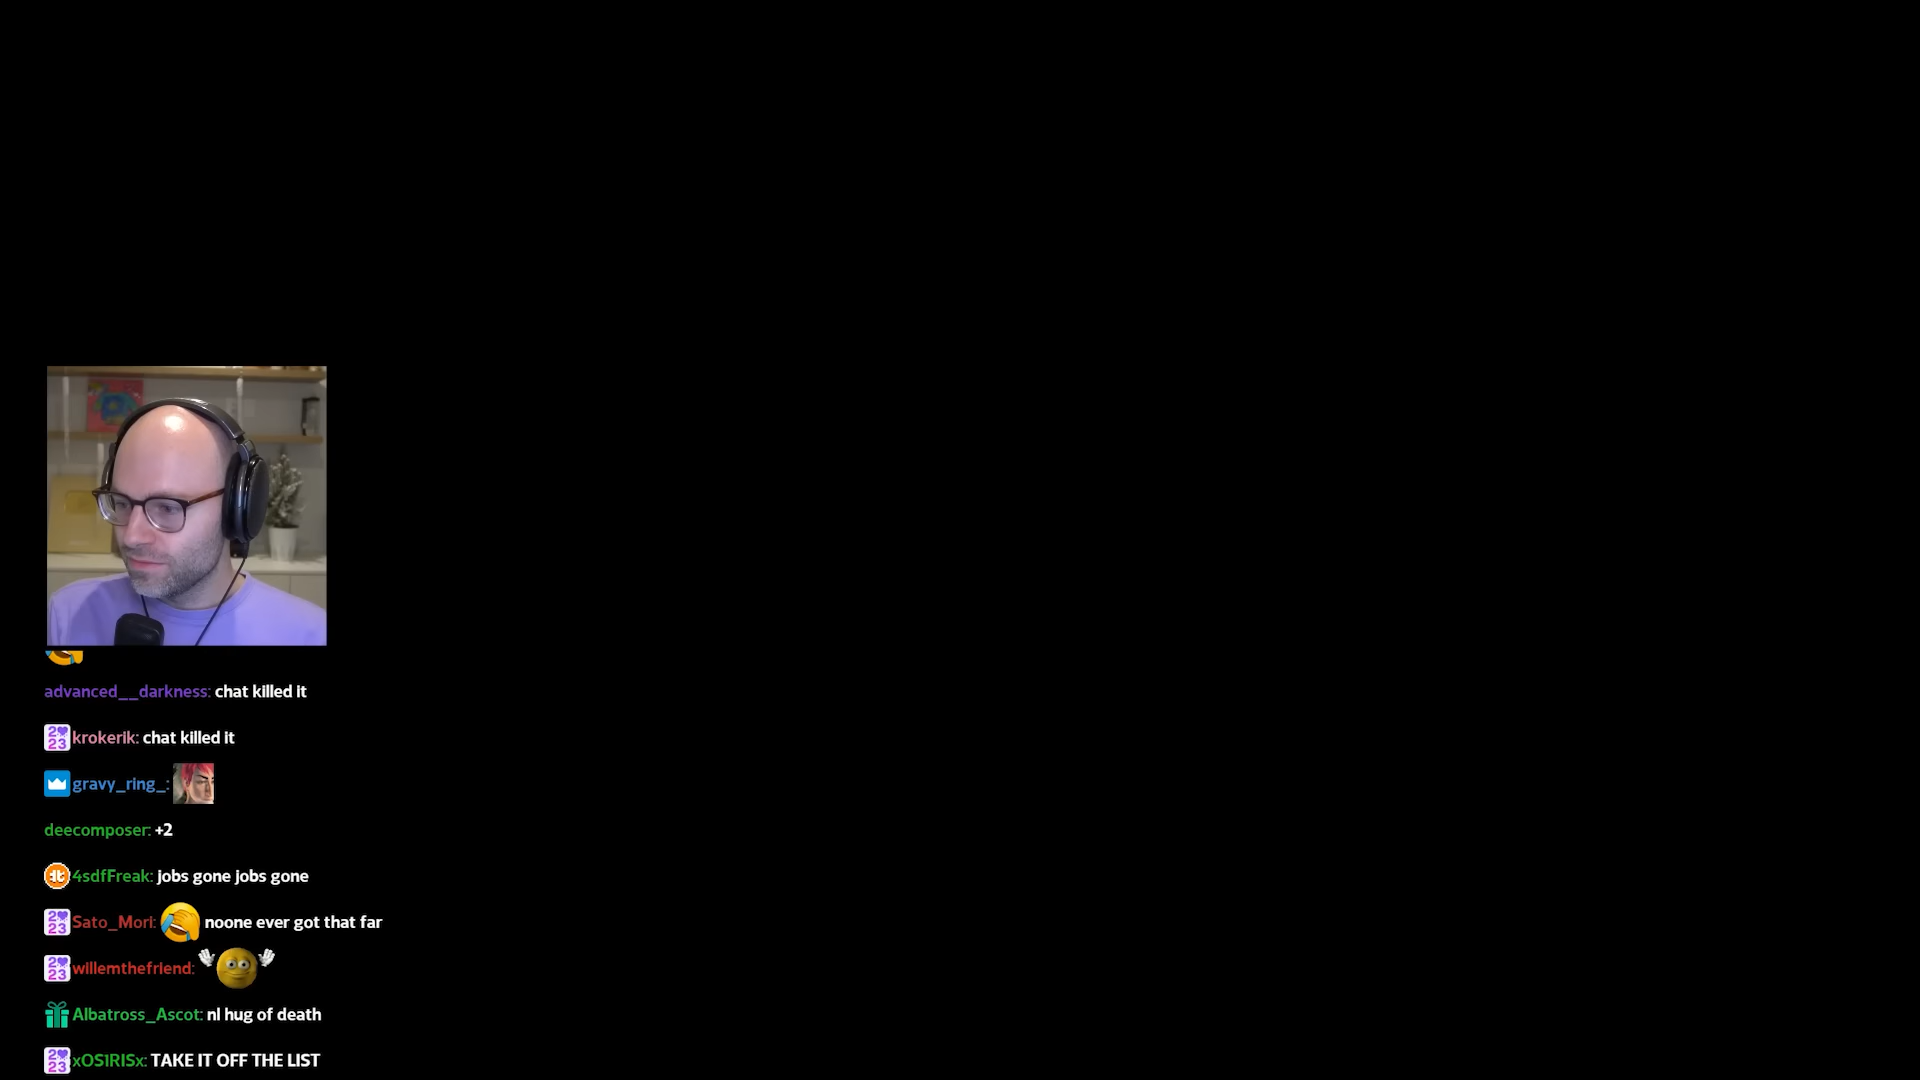 advanced__darkness: chat killed it
krokerik: chat killed it
gravy_ring_:
deecomposer: +2
4sdfFreak: jobs gone jobs gone
Sato_Mori: noone ever got that far
willemthefriend:
Albatross_Ascot: nl hug of death
xOS1RISx: TAKE IT OFF THE LIST